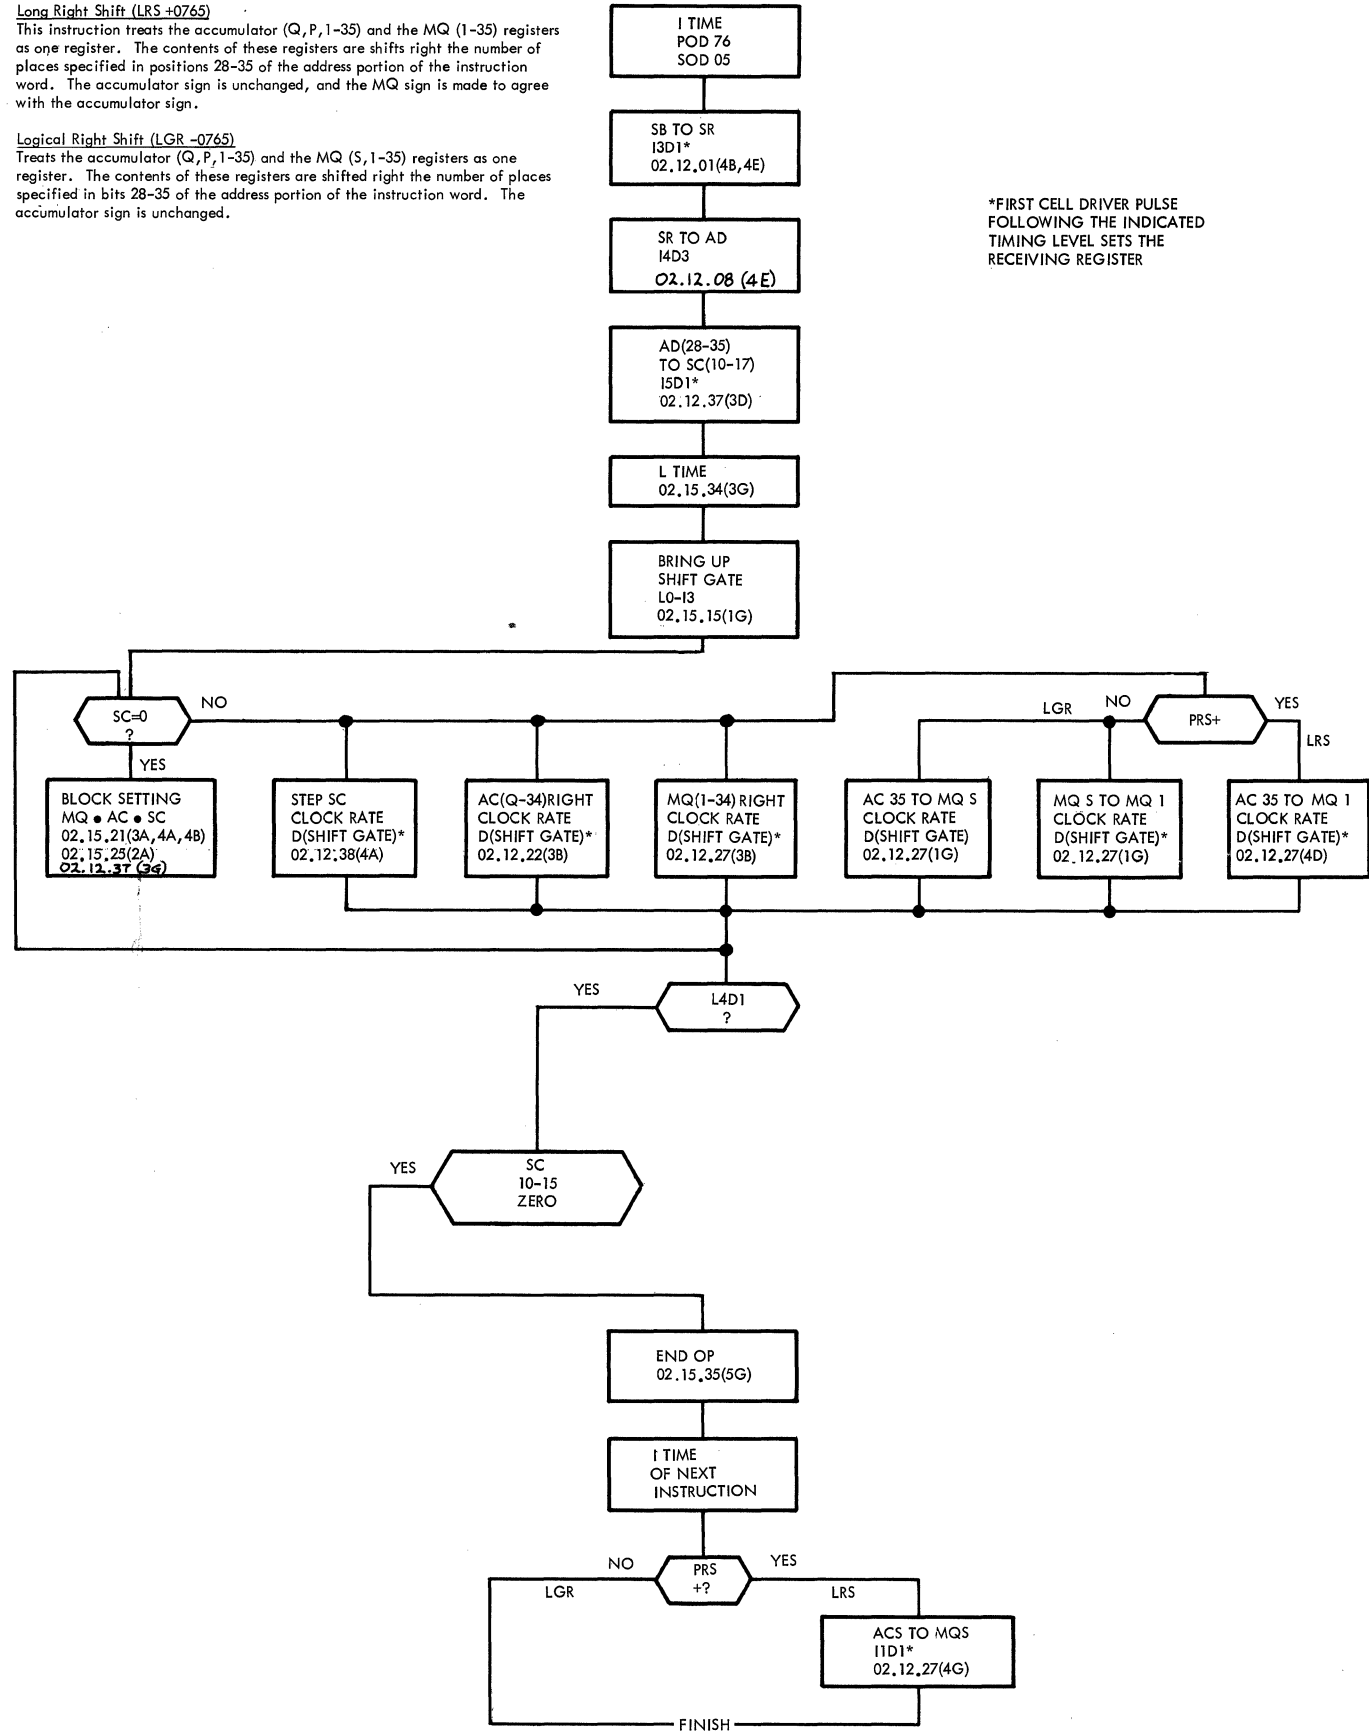 Long Right Shift (LRS +0765)
This instruction treats the accumulator (Q,P,1-35) and the MQ (1-35) registers
as one register. The contents of these registers are shifts right the number of
places specified in positions 28-35 of the address portion of the instruction
word. The accumulator sign is unchanged, and the MQ sign is made to agree
with the accumulator sign.
Logical Right Shift (LGR -0765)
Treats the accumulator (Q,P,1-35) and the MQ (S,1-35) registers as one
register. The contents of these registers are shifted right the number of places
specified in bits 28-35 of the address portion of the instruction word. The
accumulator sign is unchanged.
I TIME
POD 76
SOD 05
SB TO SR
I3D1*
02.12.01(4B,4E)
*FIRST CELL DRIVER PULSE
FOLLOWING THE INDICATED
TIMING LEVEL SETS THE
RECEIVING REGISTER
SR TO AD
I4D3
02.12.08 (4E)
AD(28-35)
TO SC(10-17)
I5D1*
02.12.37(3D)
L TIME
02.15.34(3G)
BRING UP
SHIFT GATE
L0-I3
02.15.15(1G)
SC=0
?
NO
YES
LGR
NO
PRS+
YES
LRS
BLOCK SETTING
MQ ● AC ● SC
02.15.21(3A,4A,4B)
02.15.25(2A)
02.12.37 (3G)
STEP SC
CLOCK RATE
D(SHIFT GATE)*
02.12.38(4A)
AC(Q-34)RIGHT
CLOCK RATE
D(SHIFT GATE)*
02.12.22(3B)
MQ(1-34) RIGHT
CLOCK RATE
D(SHIFT GATE)*
02.12.27(3B)
AC 35 TO MQ S
CLOCK RATE
D(SHIFT GATE)
02.12.27(1G)
MQ S TO MQ 1
CLOCK RATE
D(SHIFT GATE)*
02.12.27(1G)
AC 35 TO MQ 1
CLOCK RATE
D(SHIFT GATE)*
02.12.27(4D)
YES
L4D1
?
YES
SC
10-15
ZERO
END OP
02.15.35(5G)
I TIME
OF NEXT
INSTRUCTION
NO
LGR
PRS
+?
YES
LRS
ACS TO MQS
I1D1*
02.12.27(4G)
FINISH